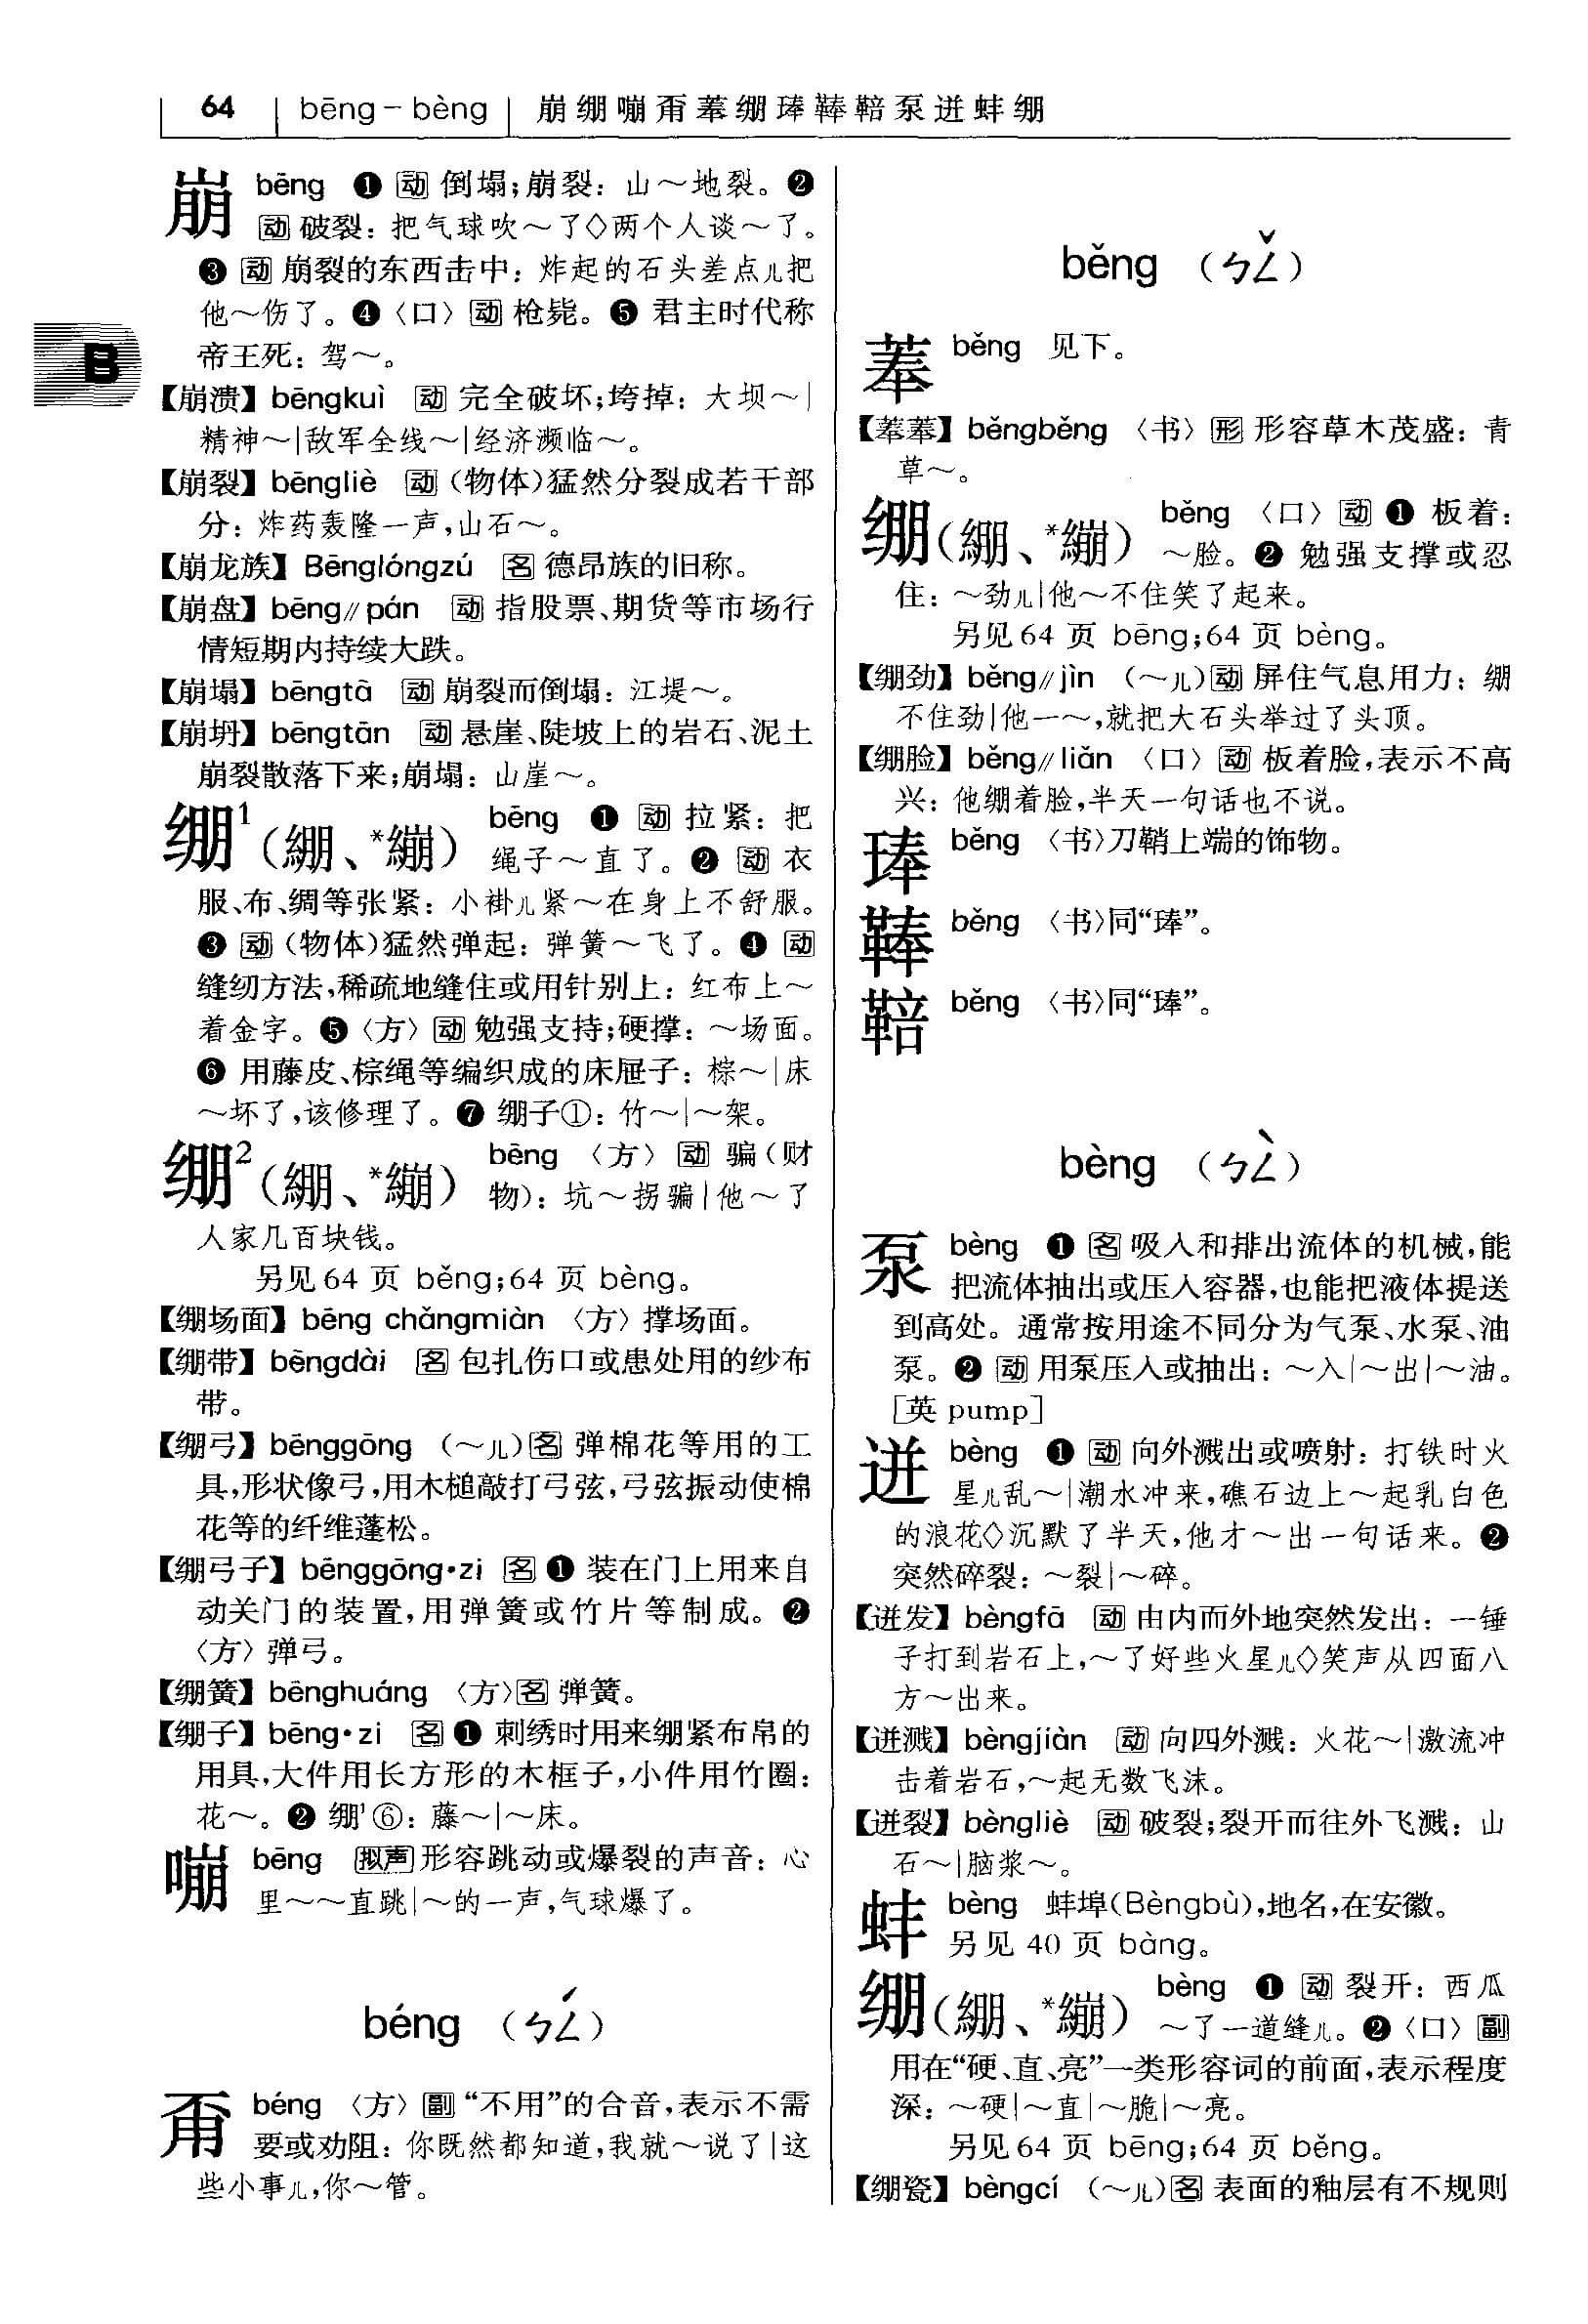 64 bēng－bèng 崩绷嘣甭菶绷琫鞛䩽泵迸蚌绷
崩 bēng ❶ 动 倒塌;崩裂：山～地裂。❷
动 破裂：把气球吹～了◇两个人谈～了。
❸ 动 崩裂的东西击中：炸起的石头差点儿把
他～伤了。❹〈口〉动 枪毙。❺ 君主时代称
帝王死：驾～。
B
【崩溃】bēngkuì 动 完全破坏;垮掉：大坝～|
精神～|敌军全线～|经济濒临～。
【崩裂】bēngliè 动 (物体)猛然分裂成若干部
分：炸药轰隆一声,山石～。
【崩龙族】Bēnglóngzú 名 德昂族的旧称。
【崩盘】bēng∥pán 动 指股票、期货等市场行
情短期内持续大跌。
【崩塌】bēngtā 动 崩裂而倒塌：江堤～。
【崩坍】bēngtān 动 悬崖、陡坡上的岩石、泥土
崩裂散落下来;崩塌：山崖～。
绷¹(綳、*繃) bēng ❶ 动 拉紧：把
绳子～直了。❷ 动 衣
服、布、绸等张紧：小褂儿紧～在身上不舒服。
❸ 动 (物体)猛然弹起：弹簧～飞了。❹ 动
缝纫方法,稀疏地缝住或用针别上：红布上～
着金字。❺〈方〉动 勉强支持;硬撑：～场面。
❻ 用藤皮、棕绳等编织成的床屉子：棕～|床
～坏了,该修理了。❼ 绷子①：竹～|～架。
绷²(綳、*繃) bēng 〈方〉动 骗(财
物)：坑～拐骗|他～了
人家几百块钱。
另见64 页 běng;64 页 bèng。
【绷场面】bēng chǎngmiàn 〈方〉撑场面。
【绷带】bēngdài 名 包扎伤口或患处用的纱布
带。
【绷弓】bēnggōng (～儿)名 弹棉花等用的工
具,形状像弓,用木槌敲打弓弦,弓弦振动使棉
花等的纤维蓬松。
【绷弓子】bēnggōng·zi 名 ❶ 装在门上用来自
动关门的装置,用弹簧或竹片等制成。❷
〈方〉弹弓。
【绷簧】bēnghuáng 〈方〉名 弹簧。
【绷子】bēng·zi 名 ❶ 刺绣时用来绷紧布帛的
用具,大件用长方形的木框子,小件用竹圈：
花～。❷ 绷¹⑥：藤～|～床。
嘣 bēng 拟声 形容跳动或爆裂的声音：心
里～～直跳|～的一声,气球爆了。
béng (ㄅㄥˊ)
甭 béng 〈方〉副 “不用”的合音,表示不需
要或劝阻：你既然都知道,我就～说了|这
些小事儿,你～管。
běng (ㄅㄥˇ)
菶 běng 见下。
【菶菶】běngběng 〈书〉形 形容草木茂盛：青
草～。
绷(綳、*繃) běng 〈口〉动 ❶ 板着：
～脸。❷ 勉强支撑或忍
住：～劲儿|他～不住笑了起来。
另见64 页 bēng;64 页 bèng。
【绷劲】běng∥jìn (～儿)动 屏住气息用力：绷
不住劲|他一～,就把大石头举过了头顶。
【绷脸】běng∥liǎn 〈口〉动 板着脸,表示不高
兴：他绷着脸,半天一句话也不说。
琫 běng 〈书〉刀鞘上端的饰物。
鞛 běng 〈书〉同“琫”。
䩽 běng 〈书〉同“琫”。
bèng (ㄅㄥˋ)
泵 bèng ❶ 名 吸入和排出流体的机械,能
把流体抽出或压入容器,也能把液体提送
到高处。通常按用途不同分为气泵、水泵、油
泵。❷ 动 用泵压入或抽出：～入|～出|～油。
[英 pump]
迸 bèng ❶ 动 向外溅出或喷射：打铁时火
星儿乱～|潮水冲来,礁石边上～起乳白色
的浪花◇沉默了半天,他才～出一句话来。❷
突然碎裂：～裂|～碎。
【迸发】bèngfā 动 由内而外地突然发出：一锤
子打到岩石上,～了好些火星儿◇笑声从四面八
方～出来。
【迸溅】bèngjiàn 动 向四外溅：火花～|激流冲
击着岩石,～起无数飞沫。
【迸裂】bèngliè 动 破裂;裂开而往外飞溅：山
石～|脑浆～。
蚌 bèng 蚌埠(Bèngbù),地名,在安徽。
另见 40 页 bàng。
绷(綳、*繃) bèng ❶ 动 裂开：西瓜
～了一道缝儿。❷〈口〉副
用在“硬、直、亮”一类形容词的前面,表示程度
深：～硬|～直|～脆|～亮。
另见64 页 bēng;64 页 běng。
【绷瓷】bèngcí (～儿)名 表面的釉层有不规则